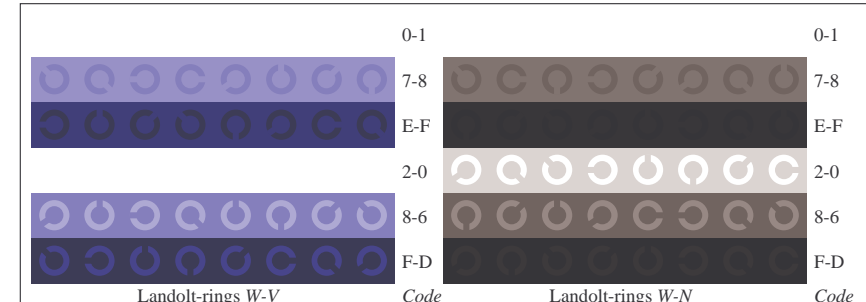 0-1 0-1
7-8 7-8
E-F E-F
2-0 2-0
8-6 8-6
F-D F-D
Landolt-rings W-V Code Landolt-rings W-N Code